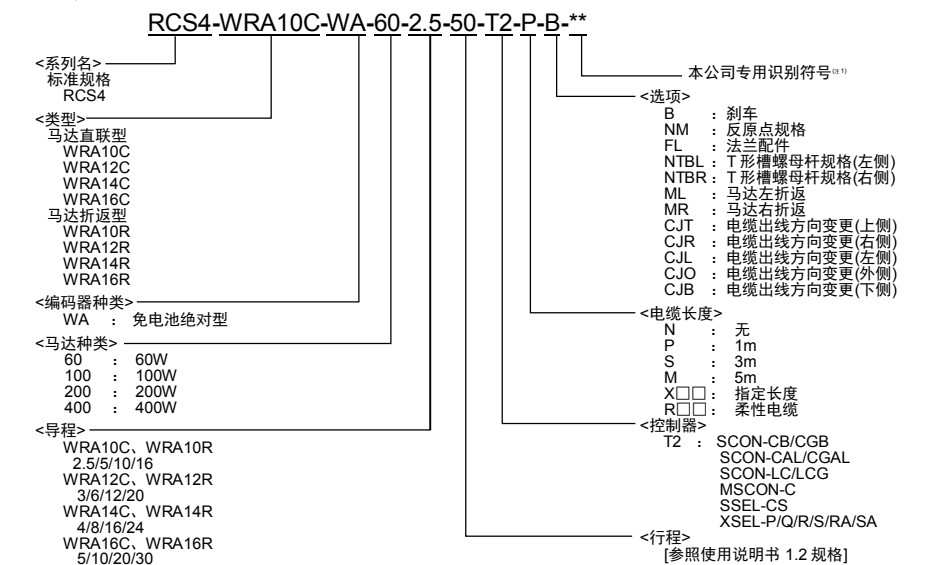 RCS4-WRA10C-WA-60-2.5-50-T2-P-B-**
<系列名>
标准规格
RCS4
<类型>
马达直联型
WRA10C
WRA12C
WRA14C
WRA16C
马达折返型
WRA10R
WRA12R
WRA14R
WRA16R
<编码器种类>
WA : 免电池绝对型
<马达种类>
60 : 60W
100 : 100W
200 : 200W
400 : 400W
<导程>
WRA10C、WRA10R
2.5/5/10/16
WRA12C、WRA12R
3/6/12/20
WRA14C、WRA14R
4/8/16/24
WRA16C、WRA16R
5/10/20/30
本公司专用识别符号(注1)
<选项>
B : 刹车
NM : 反原点规格
FL : 法兰配件
NTBL : T 形槽螺母杆规格(左侧)
NTBR : T 形槽螺母杆规格(右侧)
ML : 马达左折返
MR : 马达右折返
CJT : 电缆出线方向变更(上侧)
CJR : 电缆出线方向变更(右侧)
CJL : 电缆出线方向变更(左侧)
CJO : 电缆出线方向变更(外侧)
CJB : 电缆出线方向变更(下侧)
<电缆长度>
N : 无
P : 1m
S : 3m
M : 5m
X□□ : 指定长度
R□□ : 柔性电缆
<控制器>
T2 : SCON-CB/CGB
SCON-CAL/CGAL
SCON-LC/LCG
MSCON-C
SSEL-CS
XSEL-P/Q/R/S/RA/SA
<行程>
[参照使用说明书 1.2 规格]